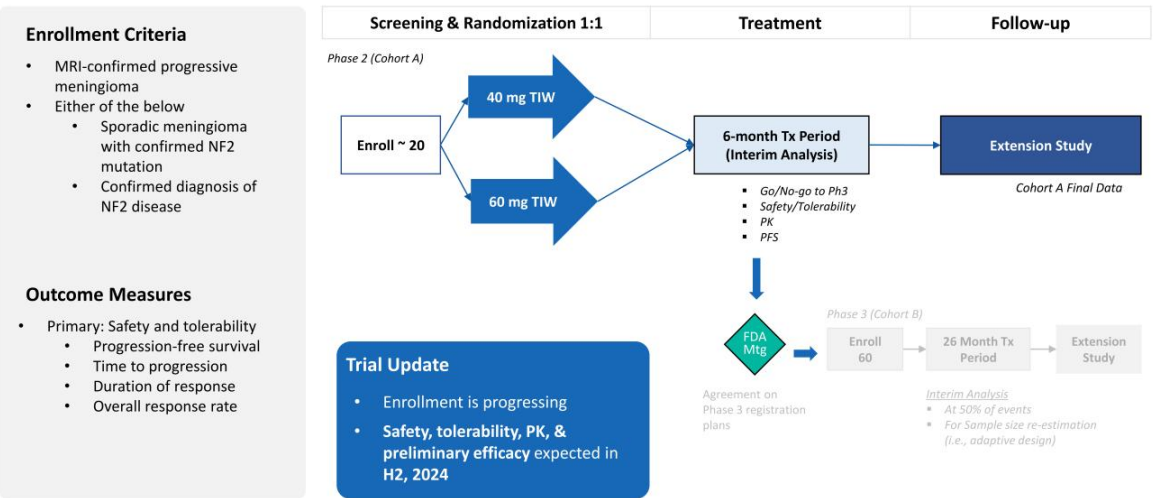 Enrollment Criteria
• MRI-confirmed progressive
meningioma
• Either of the below
• Sporadic meningioma
with confirmed NF2
mutation
• Confirmed diagnosis of
NF2 disease
Outcome Measures
• Primary: Safety and tolerability
• Progression-free survival
• Time to progression
• Duration of response
• Overall response rate
Screening & Randomization 1:1
Treatment
Follow-up
Phase 2 (Cohort A)
Enroll ~ 20
40 mg TIW
60 mg TIW
6-month Tx Period
(Interim Analysis)
▪ Go/No-go to Ph3
▪ Safety/Tolerability
▪ PK
▪ PFS
Extension Study
Cohort A Final Data
FDA
Mtg
Agreement on
Phase 3 registration
plans
Phase 3 (Cohort B)
Enroll
60
26 Month Tx
Period
Extension
Study
Interim Analysis
▪ At 50% of events
▪ For Sample size re-estimation
(i.e., adaptive design)
Trial Update
• Enrollment is progressing
• Safety, tolerability, PK, &
preliminary efficacy expected in
H2, 2024